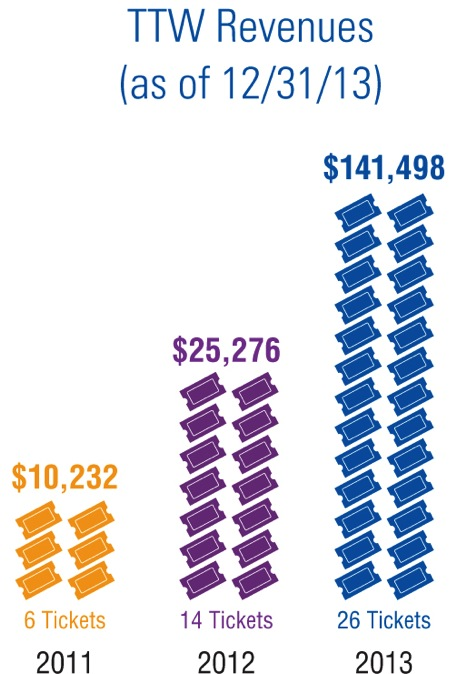 TTW Revenues
(as of 12/31/13)
$141,498
$25,276
$10,232
6 Tickets
14 Tickets
26 Tickets
2011
2012
2013